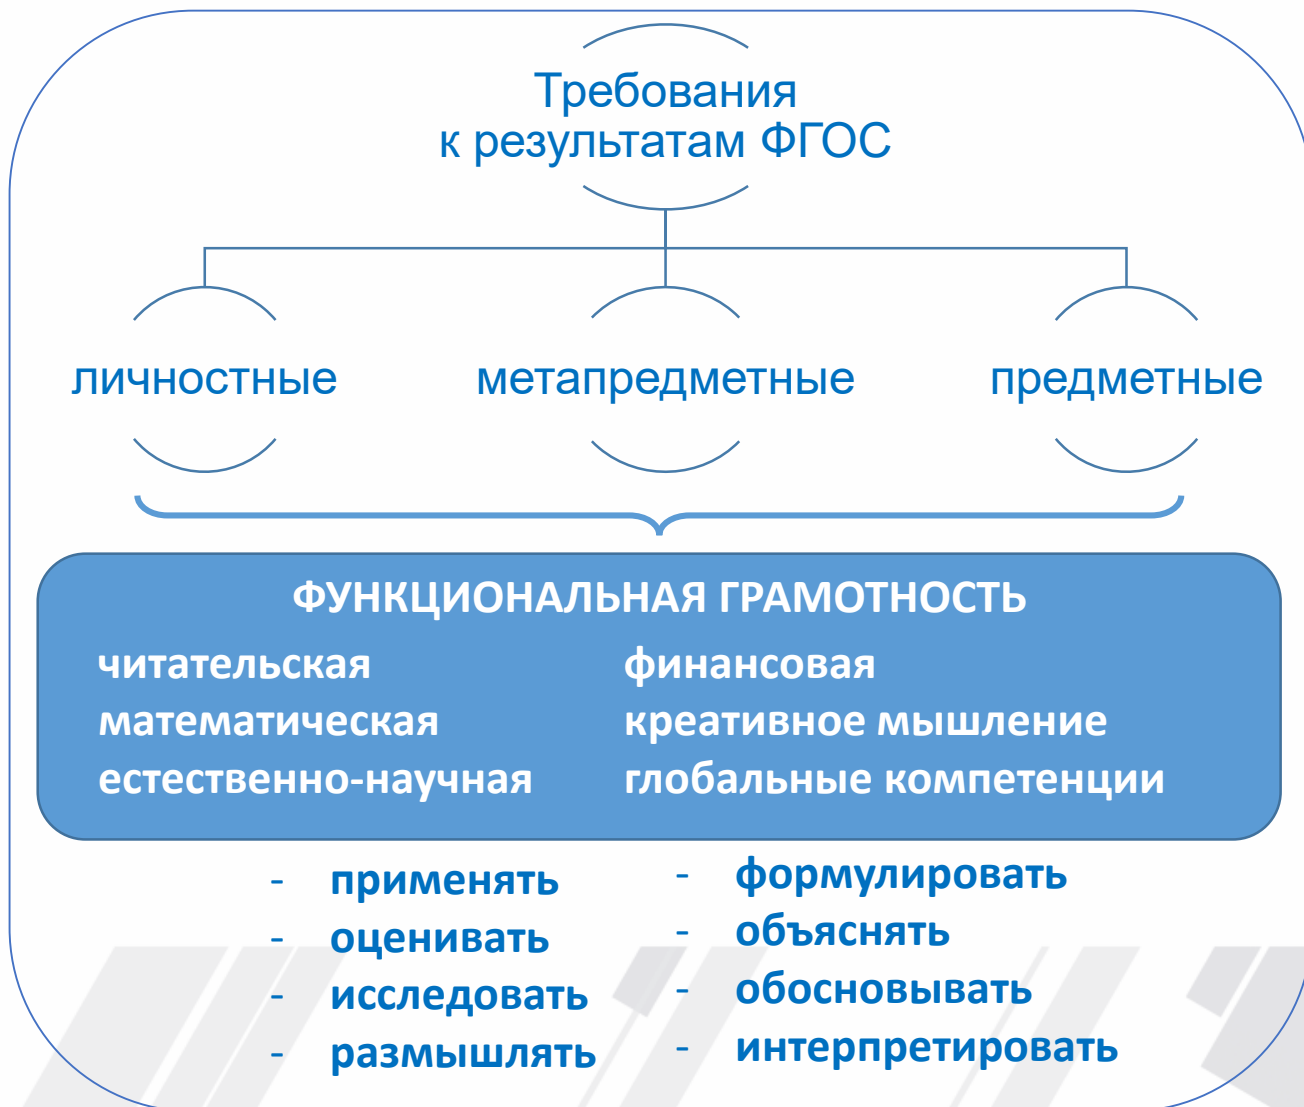 Требования
к результатам ФГОС
личностные
метапредметные
предметные
ФУНКЦИОНАЛЬНАЯ ГРАМОТНОСТЬ
читательская
математическая
естественно-научная
финансовая
креативное мышление
глобальные компетенции
- применять
- оценивать
- исследовать
- размышлять
- формулировать
- объяснять
- обосновывать
- интерпретировать